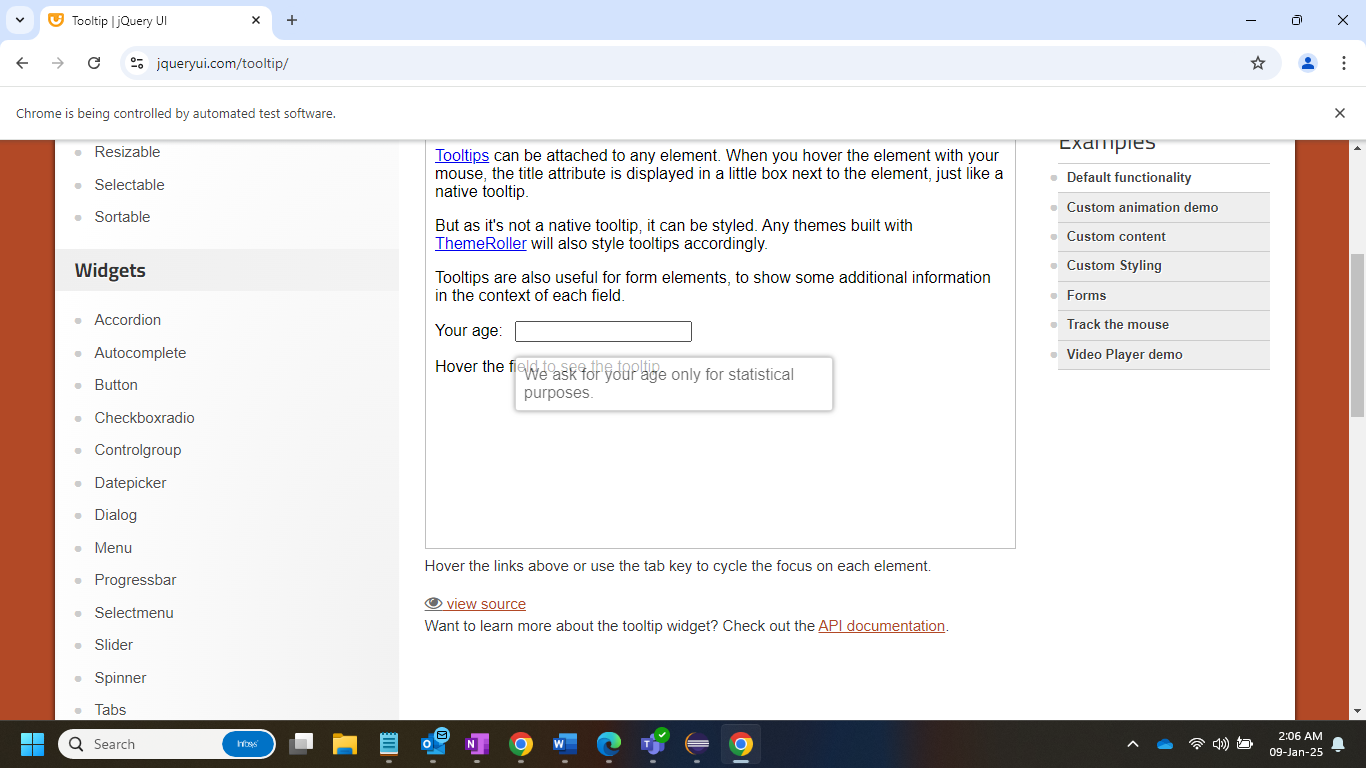 Tooltip | jQuery UI
jqueryui.com/tooltip/
Chrome is being controlled by automated test software.
Resizable
Selectable
Sortable
Widgets
Accordion
Autocomplete
Button
Checkboxradio
Controlgroup
Datepicker
Dialog
Menu
Progressbar
Selectmenu
Slider
Spinner
Tabs
Tooltips can be attached to any element. When you hover the element with your
mouse, the title attribute is displayed in a little box next to the element, just like a
native tooltip.
But as it's not a native tooltip, it can be styled. Any themes built with
ThemeRoller will also style tooltips accordingly.
Tooltips are also useful for form elements, to show some additional information
in the context of each field.
Your age:
Hover the field to see the tooltip.
We ask for your age only for statistical
purposes.
Hover the links above or use the tab key to cycle the focus on each element.
view source
Want to learn more about the tooltip widget? Check out the API documentation.
Examples
Default functionality
Custom animation demo
Custom content
Custom Styling
Forms
Track the mouse
Video Player demo
Search
Infosys
2:06 AM
09-Jan-25